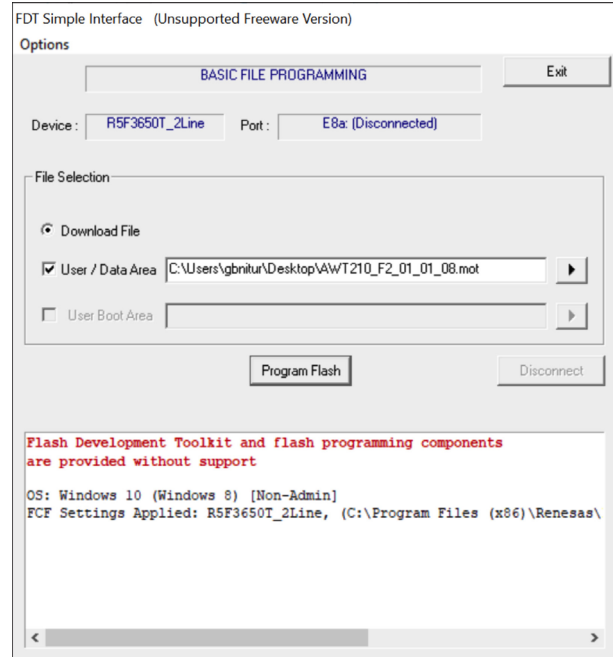 FDT Simple Interface   (Unsupported Freeware Version)
Options
BASIC FILE PROGRAMMING
Exit
Device :
R5F3650T_2Line
Port :
E8a: (Disconnected)
File Selection
Download File
User / Data Area
C:\Users\gbnitur\Desktop\AWT210_F2_01_01_08.mot
User Boot Area
Program Flash
Disconnect
Flash Development Toolkit and flash programming components
are provided without support
OS: Windows 10 (Windows 8) [Non-Admin]
FCF Settings Applied: R5F3650T_2Line, (C:\Program Files (x86)\Renesas\